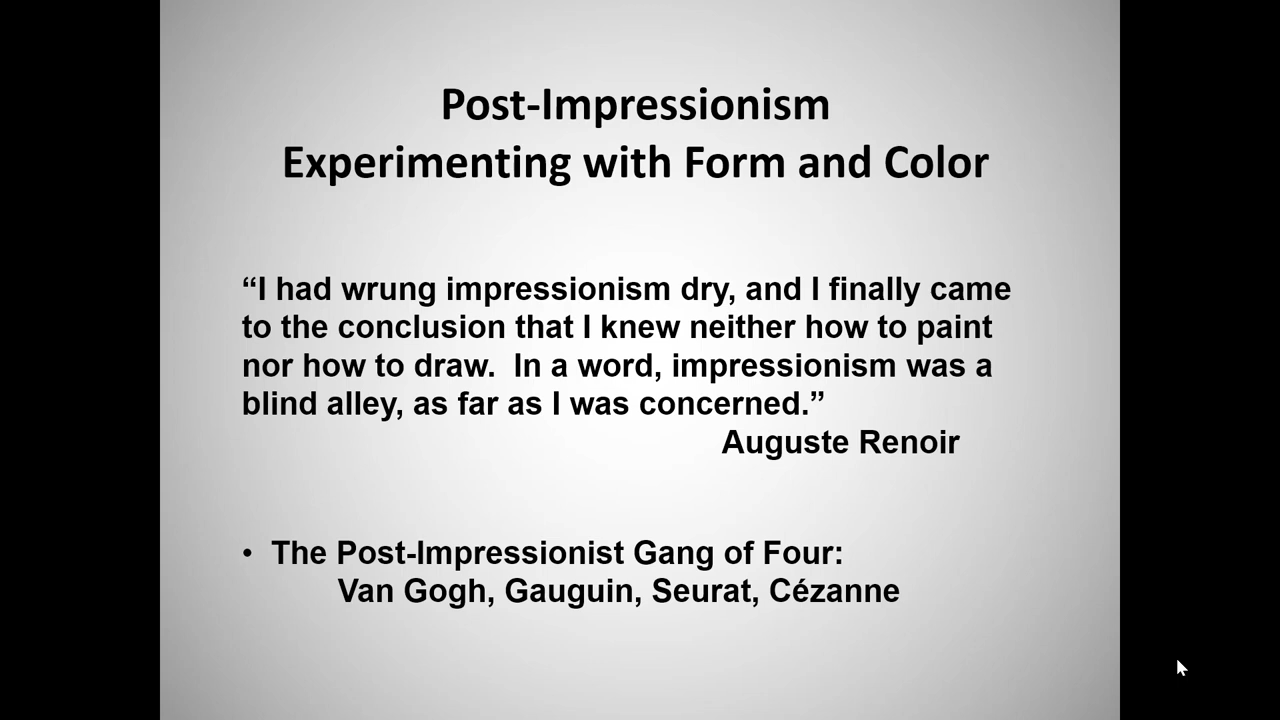 Post-Impressionism
Experimenting with Form and Color
“I had wrung impressionism dry, and I finally came
to the conclusion that I knew neither how to paint
nor how to draw.  In a word, impressionism was a
blind alley, as far as I was concerned.”
Auguste Renoir
• The Post-Impressionist Gang of Four:
Van Gogh, Gauguin, Seurat, Cézanne